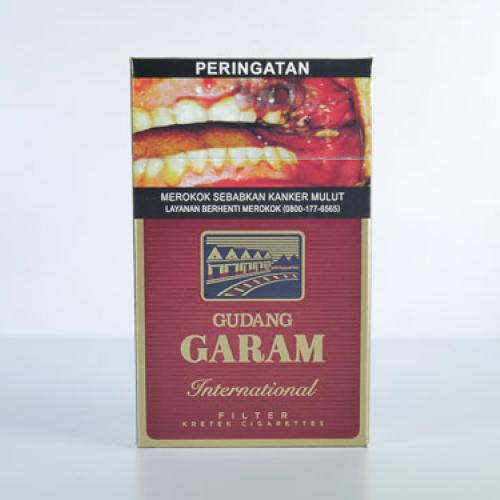 PERINGATAN
MEROKOK SEBABKAN KANKER MULUT
LAYANAN BERHENTI MEROKOK (0800-177-6565)
GUDANG
GARAM
International
FILTER
KRETEK CIGARETTES